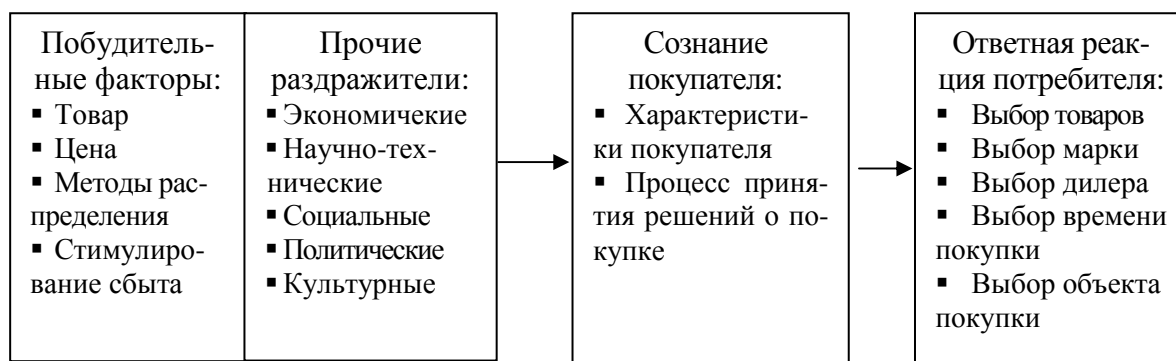 Побудитель-
ные факторы:
▪ Товар
▪ Цена
▪ Методы рас-
пределения
▪ Стимулиро-
вание сбыта
Прочие
раздражители:
▪ Экономичекие
▪ Научно-тех-
нические
▪ Социальные
▪ Политические
▪ Культурные
Сознание
покупателя:
▪ Характеристи-
ки покупателя
▪ Процесс приня-
тия решений о по-
купке
Ответная реак-
ция потребителя:
▪ Выбор товаров
▪ Выбор марки
▪ Выбор дилера
▪ Выбор времени
покупки
▪ Выбор объекта
покупки